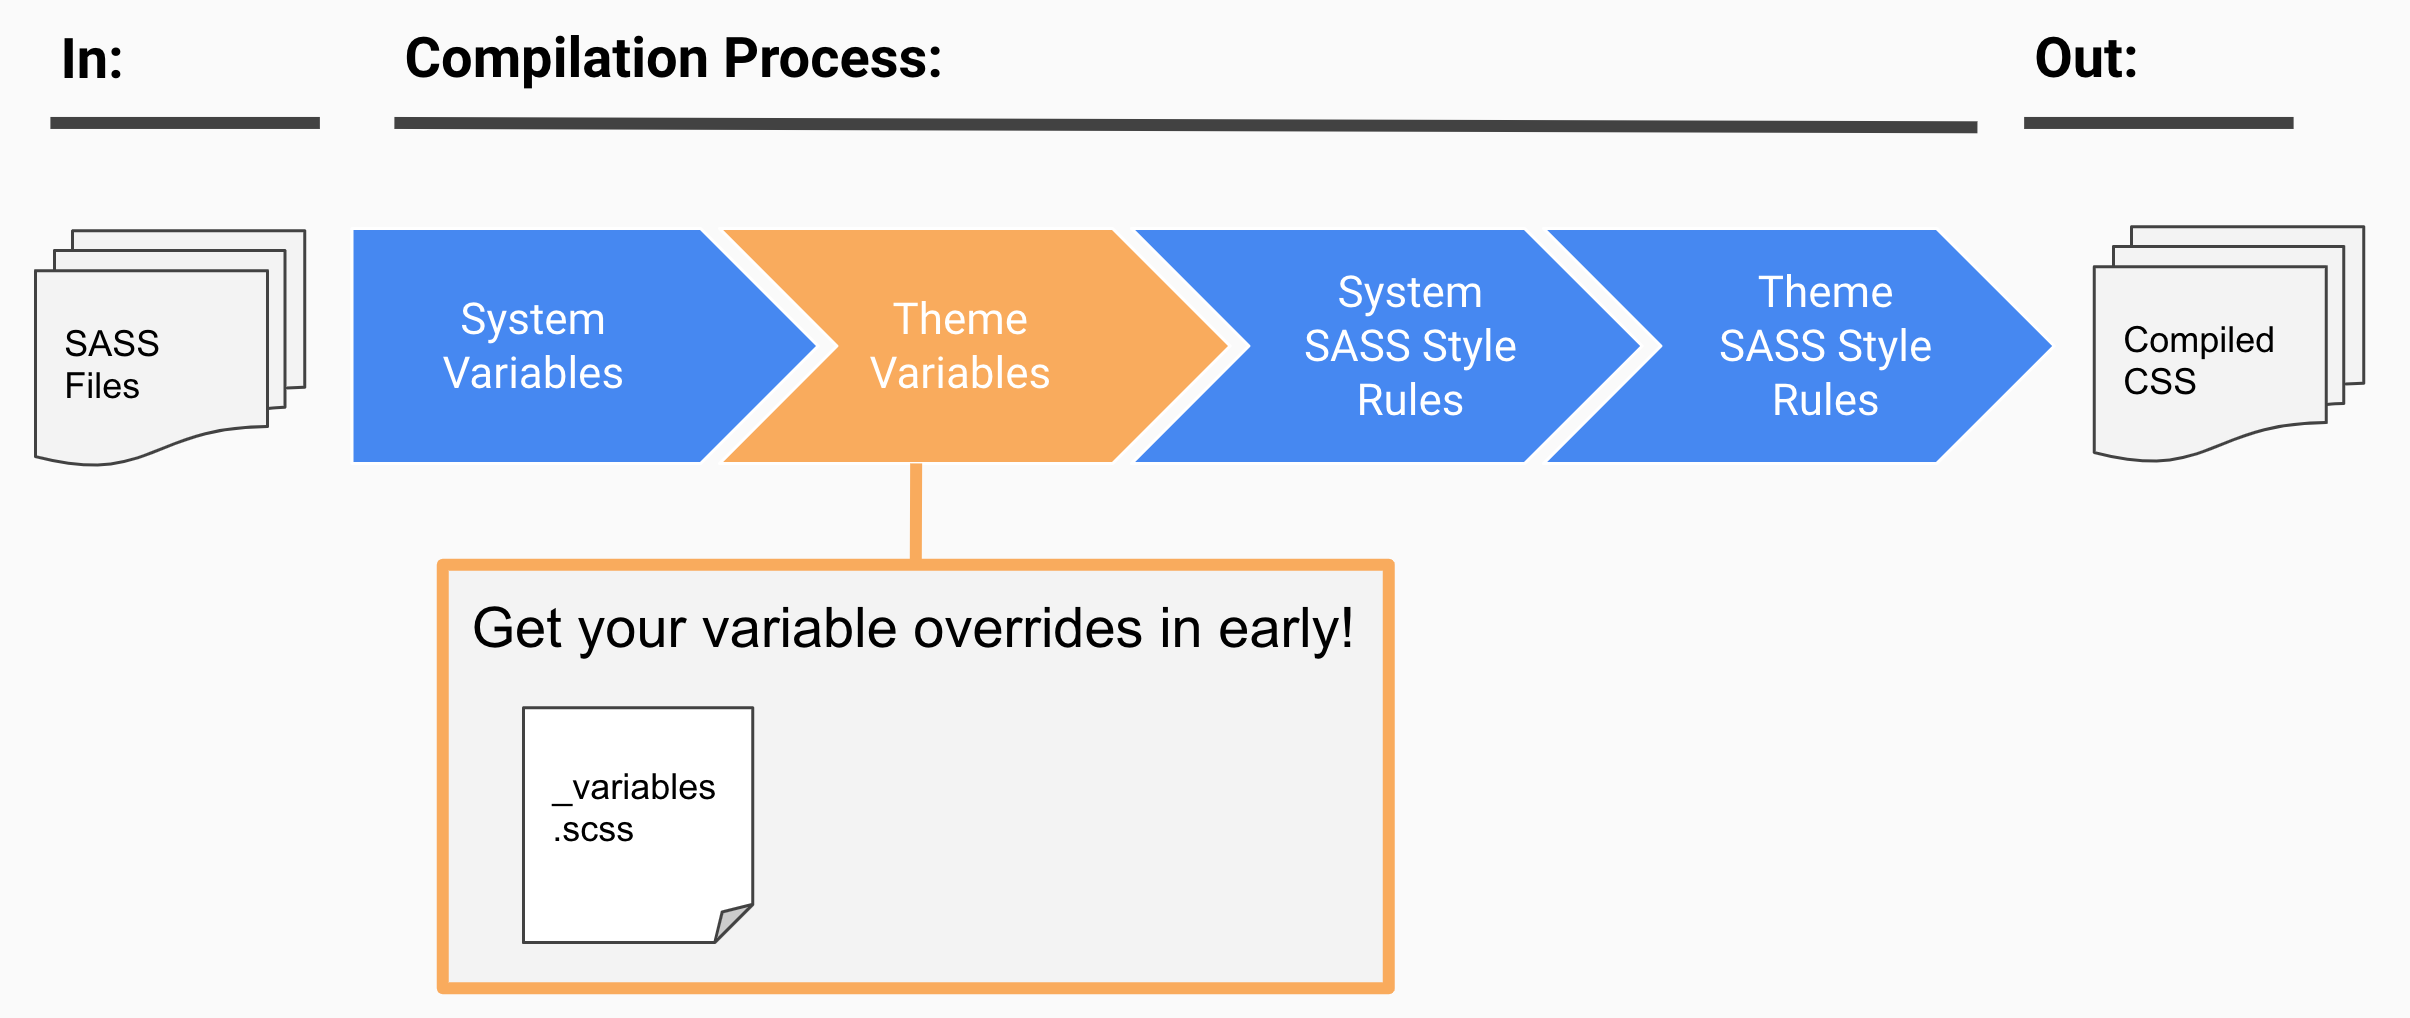 In:
Compilation Process:
Out:
SASS
Files
System
Variables
Theme
Variables
System
SASS Style
Rules
Theme
SASS Style
Rules
Compiled
CSS
Get your variable overrides in early!
_variables
.scss